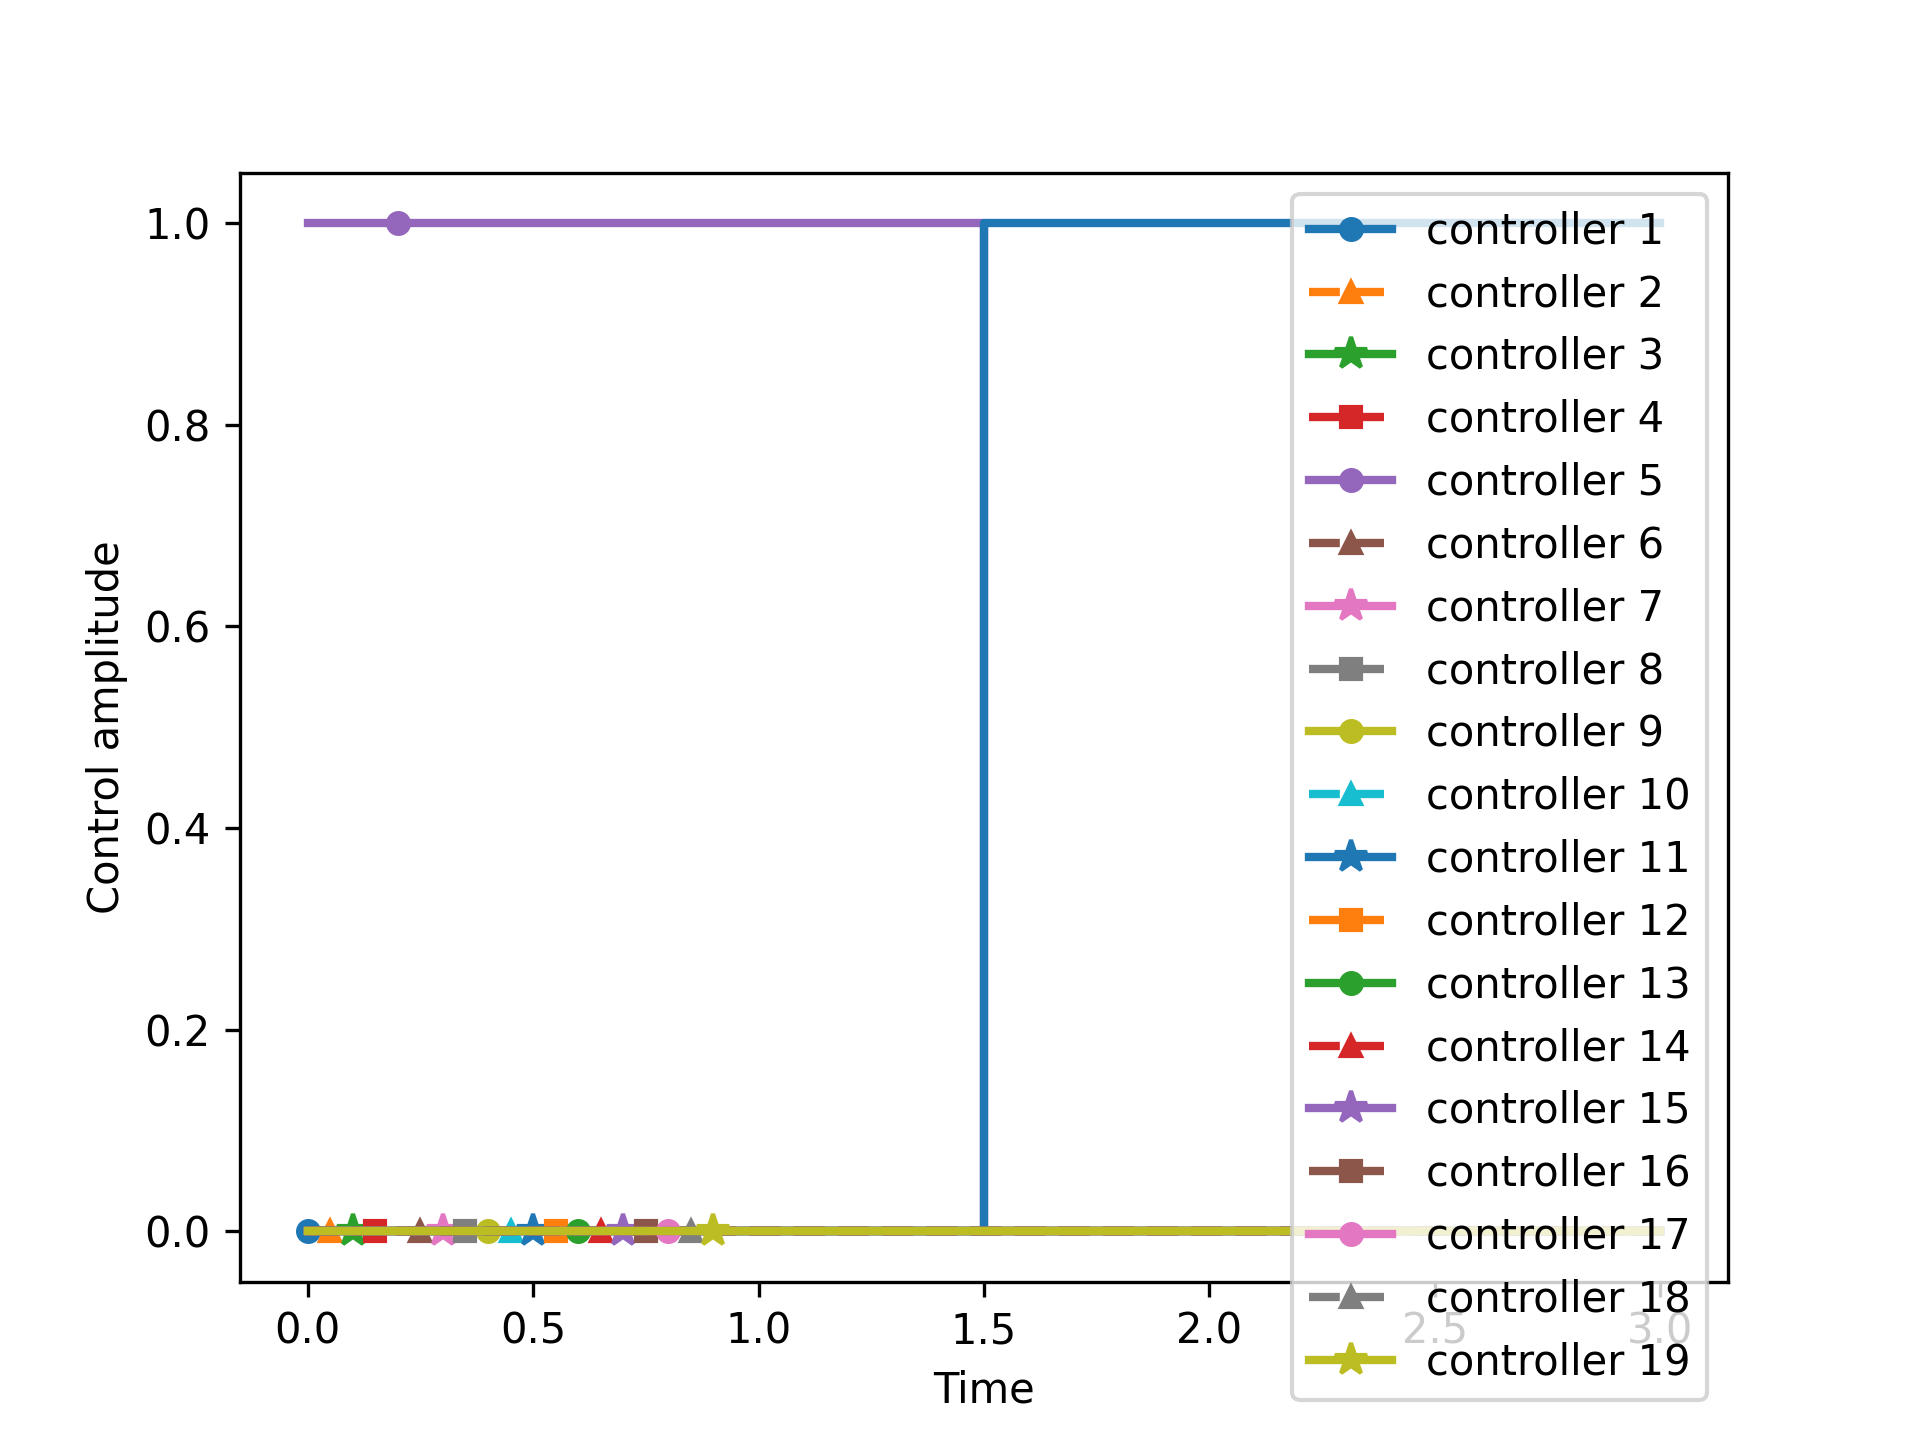 Control amplitude
1.0
0.8
0.6
0.4
0.2
0.0
controller 1
controller 2
controller 3
controller 4
controller 5
controller 6
controller 7
controller 8
controller 9
controller 10
controller 11
controller 12
controller 13
controller 14
controller 15
controller 16
controller 17
controller 18
controller 19
0.0 0.5 1.0 1.5 2.0 2.5 3.0
Time